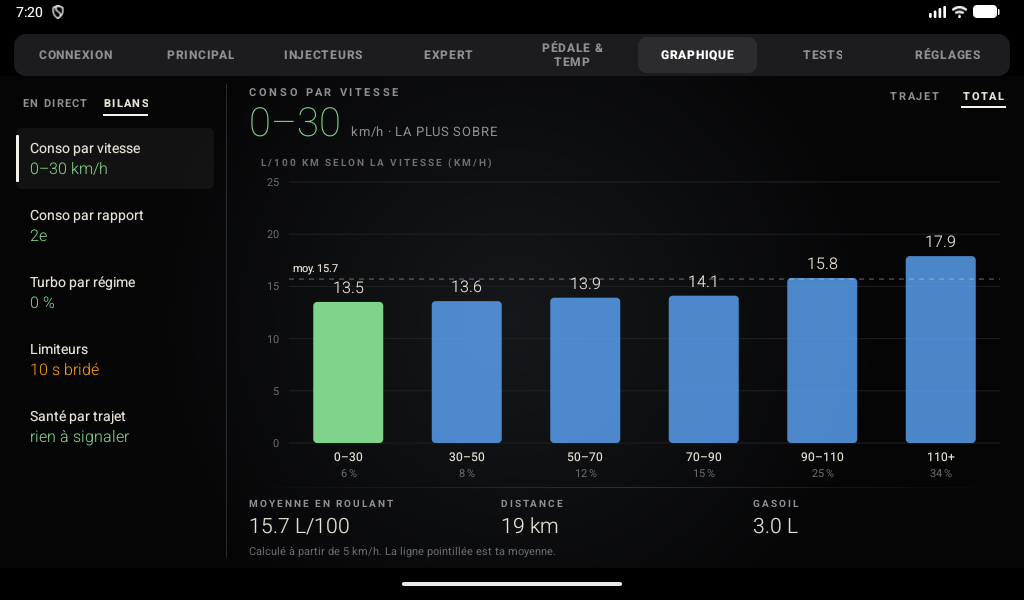 7:20
CONNEXION
PRINCIPAL
INJECTEURS
EXPERT
PÉDALE &
TEMP
GRAPHIQUE
TESTS
RÉGLAGES
EN DIRECT
BILANS
Conso par vitesse
0–30 km/h
Conso par rapport
2e
Turbo par régime
0 %
Limiteurs
10 s bridé
Santé par trajet
rien à signaler
CONSO PAR VITESSE
0–30 km/h · LA PLUS SOBRE
TRAJET
TOTAL
L/100 KM SELON LA VITESSE (KM/H)
25
20
15
10
5
0
moy. 15.7
13.5
13.6
13.9
14.1
15.8
17.9
0–30
30–50
50–70
70–90
90–110
110+
6 %
8 %
12 %
15 %
25 %
34 %
MOYENNE EN ROULANT
15.7 L/100
DISTANCE
19 km
GASOIL
3.0 L
Calculé à partir de 5 km/h. La ligne pointillée est ta moyenne.